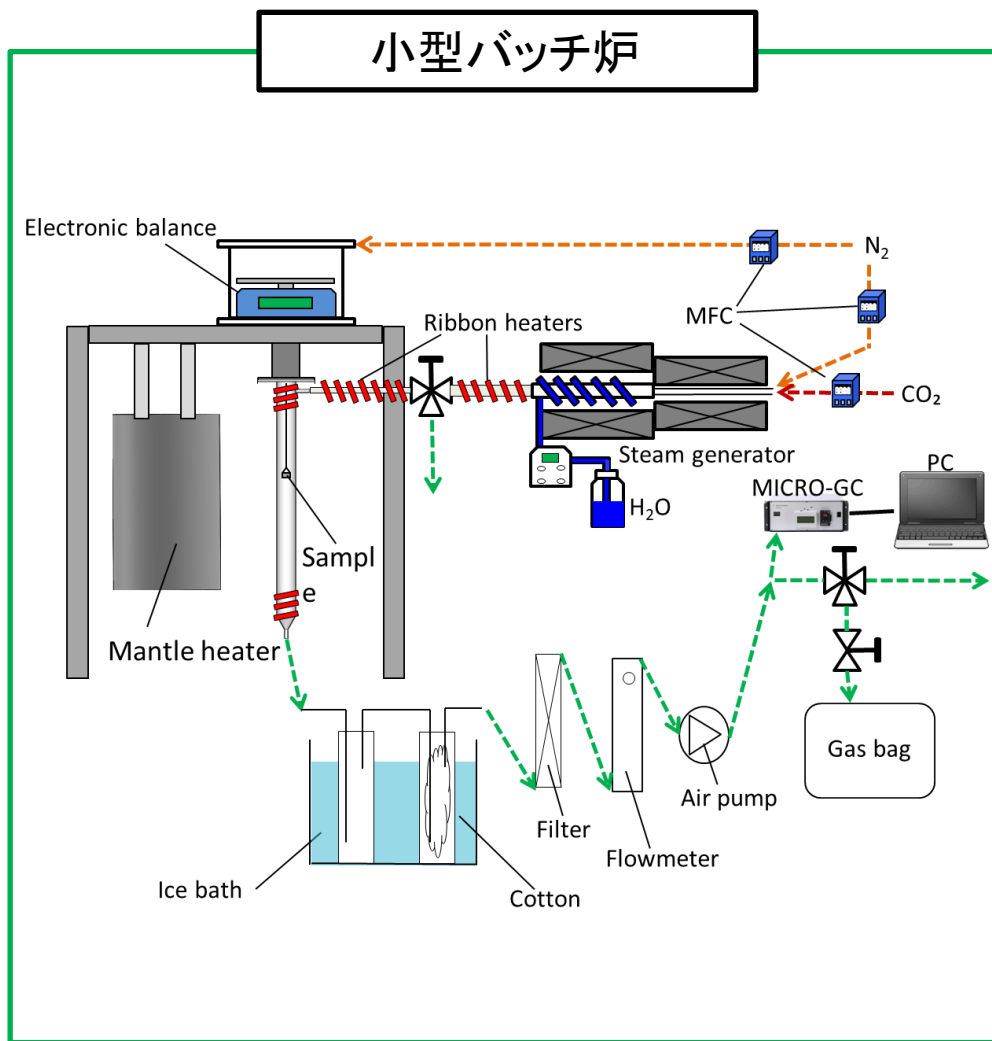 小型バッチ炉
Electronic balance
N₂
Ribbon heaters
MFC
CO₂
Steam generator
H₂O
PC
MICRO-GC
Sampl
e
Mantle heater
Gas bag
Air pump
Filter
Flowmeter
Ice bath
Cotton